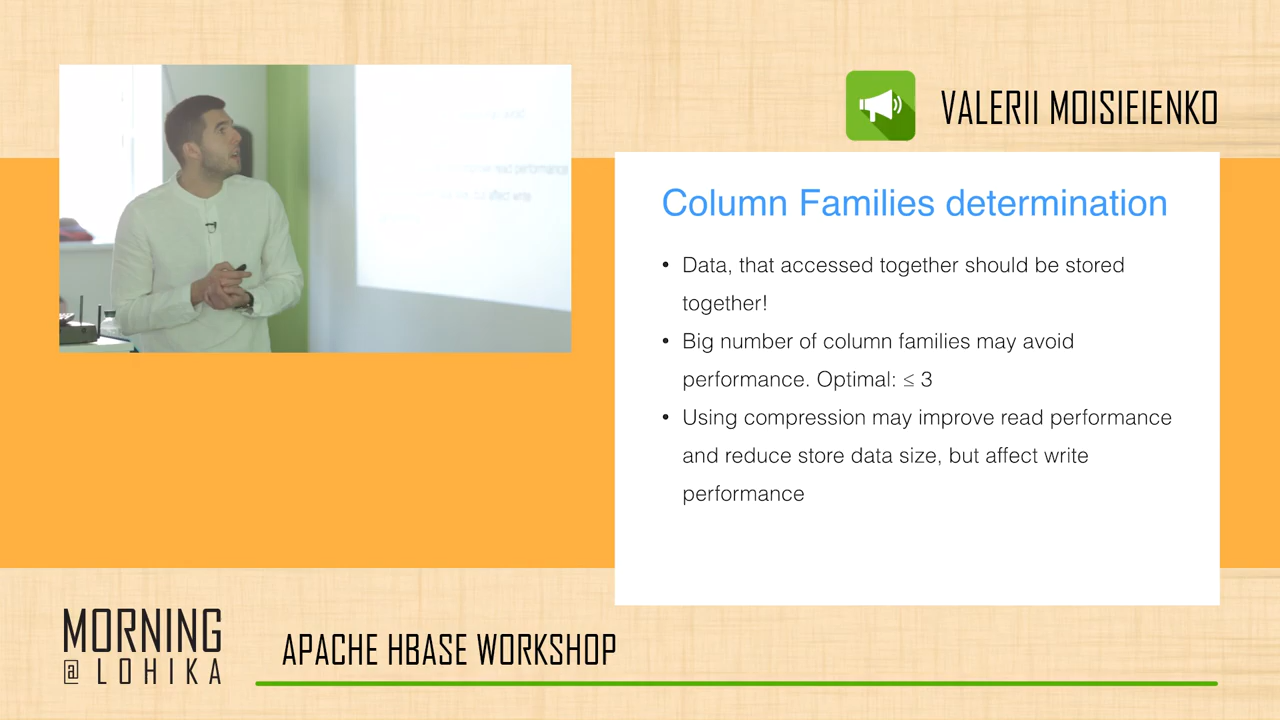 VALERII MOISIEIENKO
Column Families determination
• Data, that accessed together should be stored
together!
• Big number of column families may avoid
performance. Optimal: ≤ 3
• Using compression may improve read performance
and reduce store data size, but affect write
performance
MORNING
@ LOHIKA
APACHE HBASE WORKSHOP